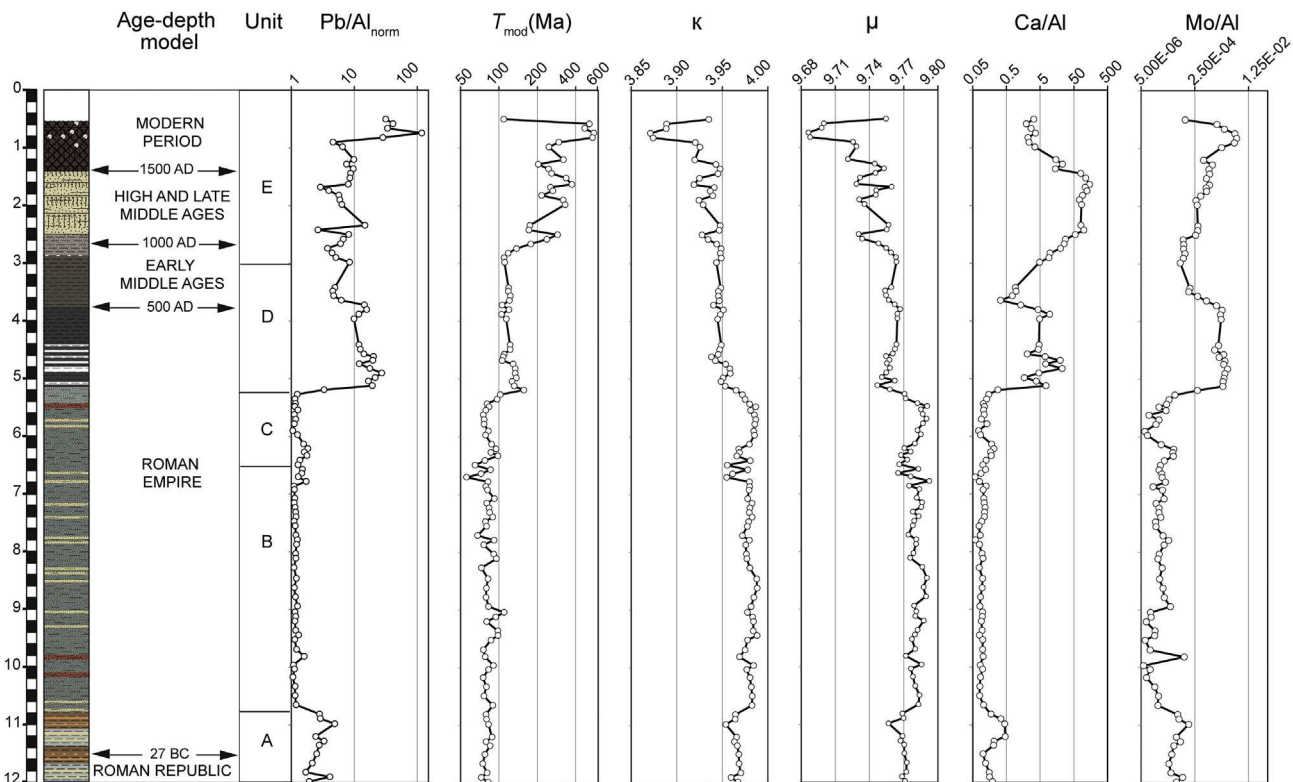 Age-depth
model
Unit
Pb/Alnorm
Tmod(Ma)
κ
μ
Ca/Al
Mo/Al
1
10
100
50
100
200
400
600
3.85
3.90
3.95
4.00
9.68
9.71
9.74
9.77
9.80
0.05
0.5
5
50
500
5.00E-06
2.50E-04
1.25E-02
0
1
2
3
4
5
6
7
8
9
10
11
12
MODERN
PERIOD
1500 AD
HIGH AND LATE
MIDDLE AGES
1000 AD
EARLY
MIDDLE AGES
500 AD
ROMAN
EMPIRE
27 BC
ROMAN REPUBLIC
E
D
C
B
A